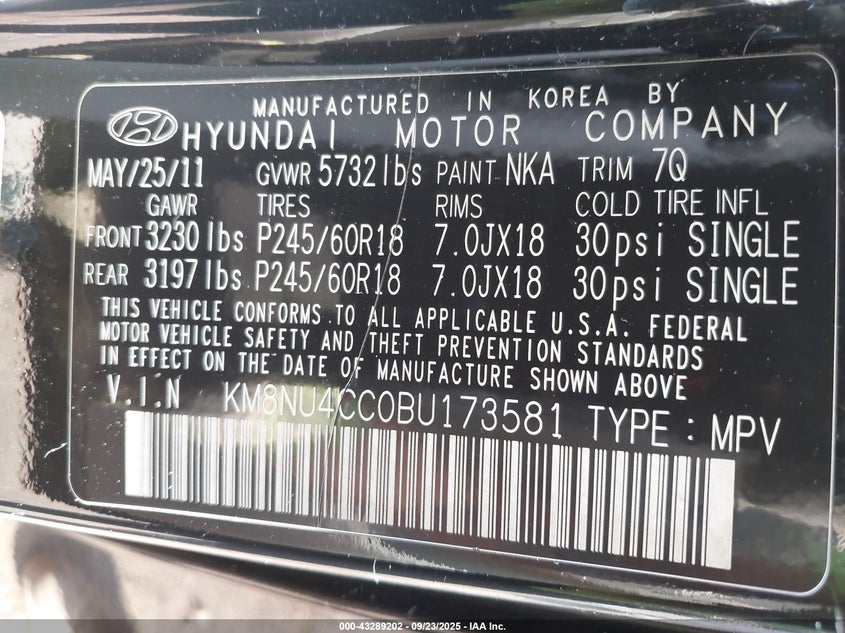 MANUFACTURED IN KOREA BY
HYUNDAI MOTOR COMPANY
MAY/25/11 GVWR 5732lbs PAINT NKA TRIM 7Q
GAWR TIRES RIMS COLD TIRE INFL
FRONT 3230lbs P245/60R18 7.0JX18 30psi SINGLE
REAR 3197lbs P245/60R18 7.0JX18 30psi SINGLE
THIS VEHICLE CONFORMS TO ALL APPLICABLE U.S.A. FEDERAL
MOTOR VEHICLE SAFETY AND THEFT PREVENTION STANDARDS
IN EFFECT ON THE DATE OF MANUFACTURE SHOWN ABOVE
V.I.N KM8NU4CC0BU173581 TYPE : MPV
000-43289202 - 09/23/2025 - IAA Inc.